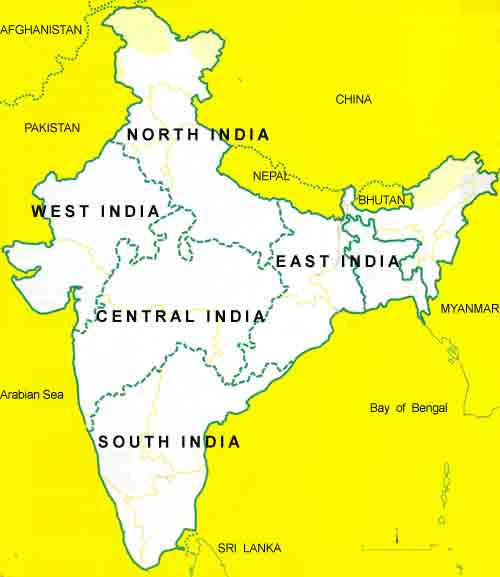 AFGHANISTAN
CHINA
PAKISTAN
NORTH INDIA
NEPAL
BHUTAN
WEST INDIA
EAST INDIA
MYANMAR
CENTRAL INDIA
Arabian Sea
Bay of Bengal
SOUTH INDIA
SRI LANKA